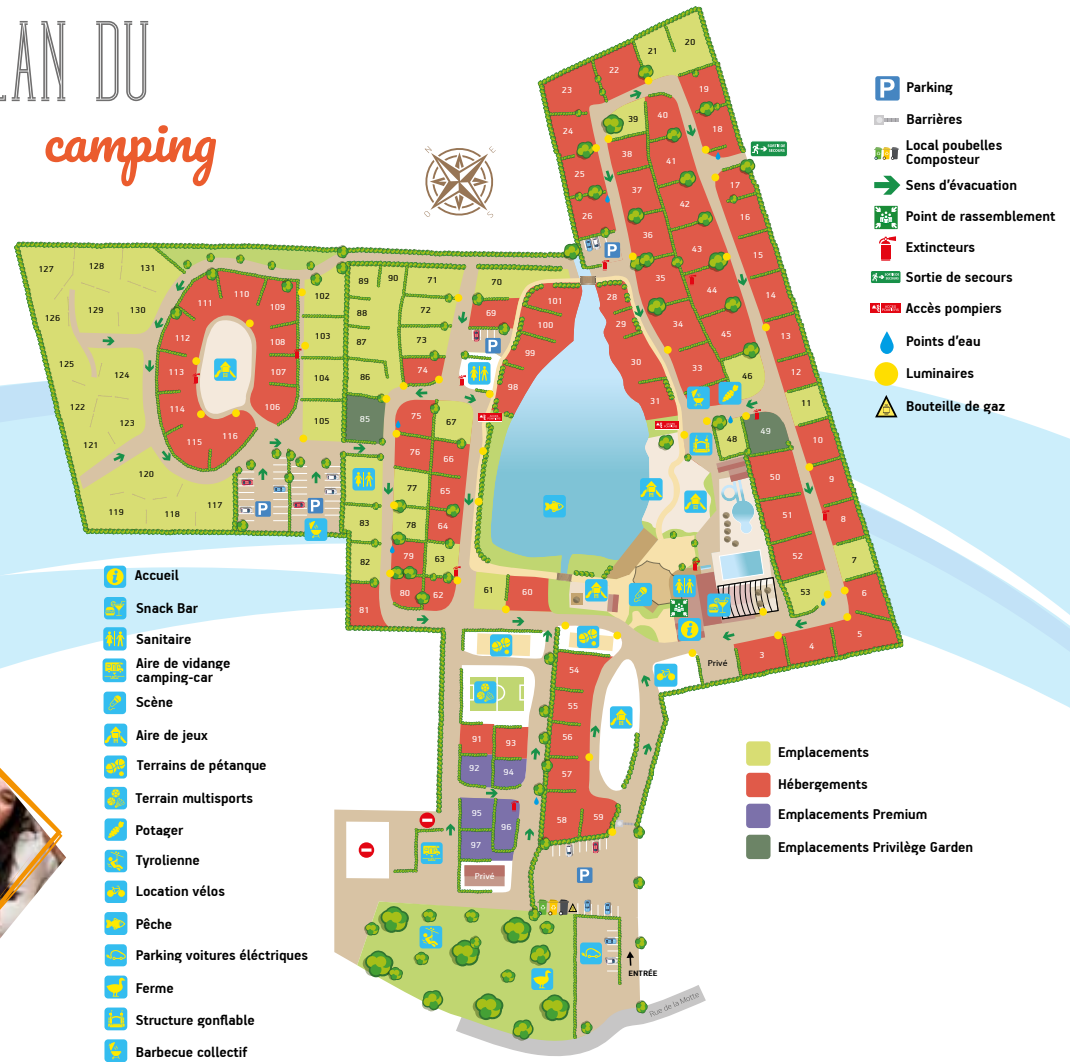 LAN DU
camping
N
E
O
S
Parking
Barrières
Local poubelles
Composteur
Sens d'évacuation
Point de rassemblement
Extincteurs
Sortie de secours
Accès pompiers
Points d'eau
Luminaires
Bouteille de gaz
20
21
22
23
19
24
39
40
18
38
41
25
37
17
42
26
16
36
43
15
35
44
14
34
45
13
33
46
12
11
49
48
10
9
50
8
51
7
52
53
6
5
4
3
Privé
28
29
30
31
101
100
99
98
127
128
131
126
129
130
125
124
122
123
121
120
119
118
117
111
110
109
112
108
113
107
114
106
115
116
102
103
104
105
89
90
71
70
88
72
69
87
73
86
74
85
75
67
76
66
77
65
83
78
64
82
79
63
81
80
62
61
60
54
55
56
57
58
59
91
93
92
94
95
96
97
Privé
P
P
P
P
P
P
ENTRÉE
Rue de la Motte
Accueil
Snack Bar
Sanitaire
Aire de vidange
camping-car
Scène
Aire de jeux
Terrains de pétanque
Terrain multisports
Potager
Tyrolienne
Location vélos
Pêche
Parking voitures éléctriques
Ferme
Structure gonflable
Barbecue collectif
Emplacements
Hébergements
Emplacements Premium
Emplacements Privilège Garden